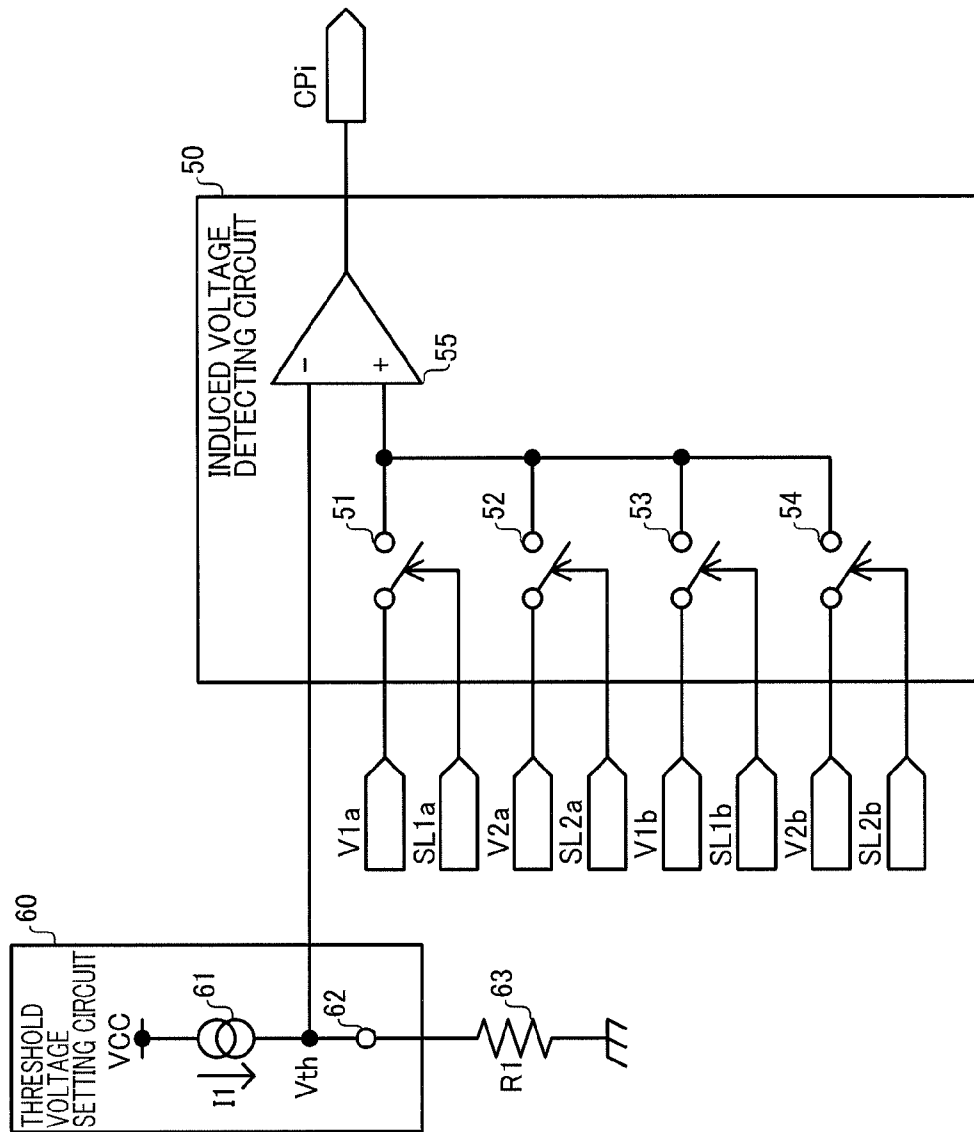 THRESHOLD
VOLTAGE
SETTING CIRCUIT
60
VCC
61
I1
Vth
62
63
R1
INDUCED VOLTAGE
DETECTING CIRCUIT
50
CPi
-
+
55
51
52
53
54
V1a
SL1a
V2a
SL2a
V1b
SL1b
V2b
SL2b